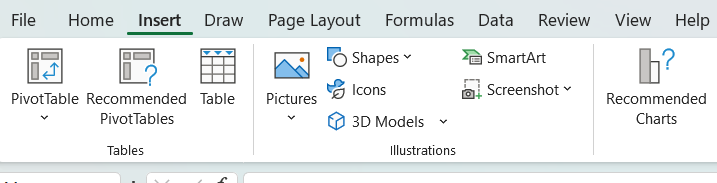 File Home Insert Draw Page Layout Formulas Data Review View Help
PivotTable
Recommended
PivotTables
Table
Pictures
Shapes
Icons
3D Models
SmartArt
Screenshot
Recommended
Charts
Tables
Illustrations